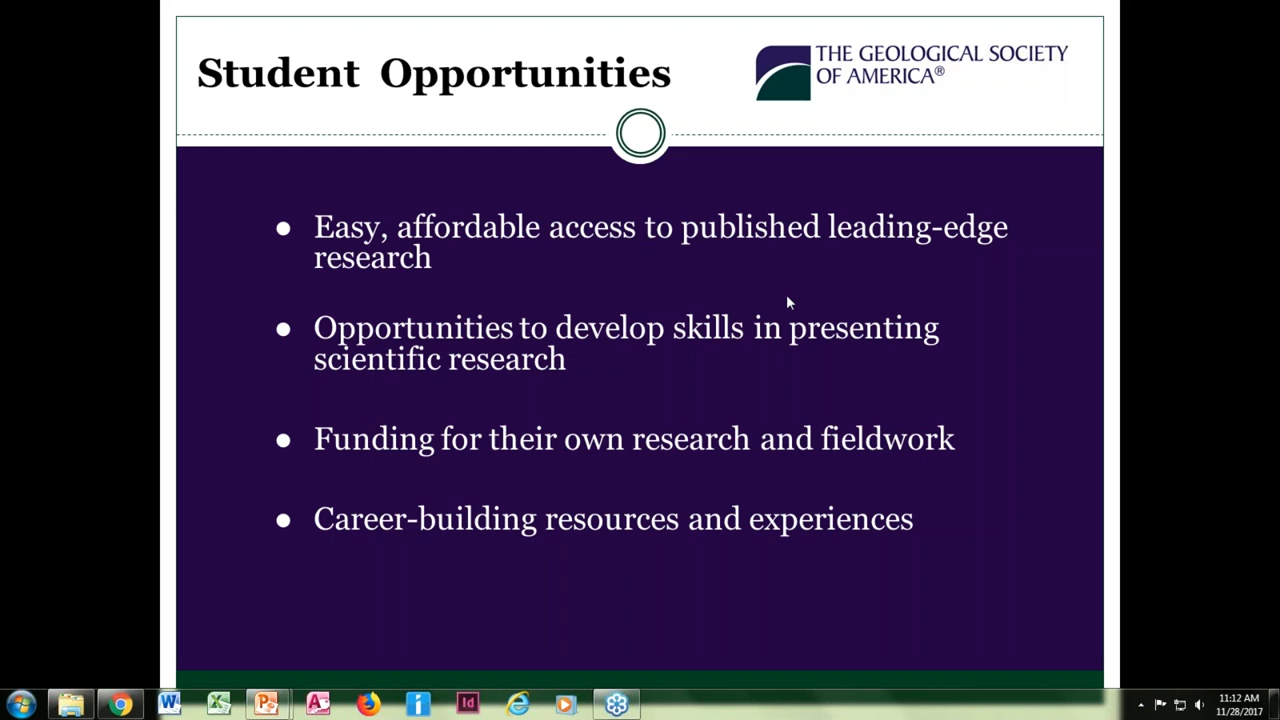 Student Opportunities
THE GEOLOGICAL SOCIETY
OF AMERICA®
● Easy, affordable access to published leading-edge
research
● Opportunities to develop skills in presenting
scientific research
● Funding for their own research and fieldwork
● Career-building resources and experiences
11:12 AM
11/28/2017